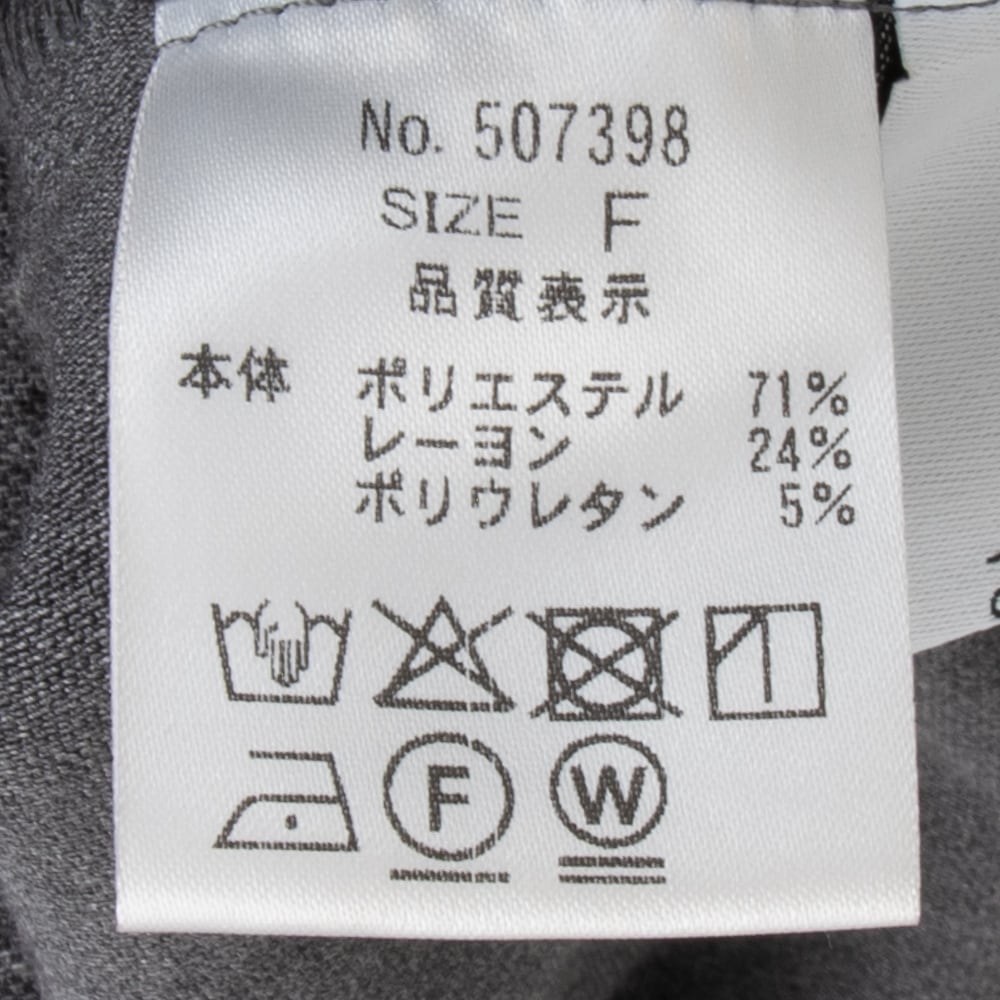 No. 507398
SIZE F
品質表示
本体 ポリエステル 71%
レーヨン 24%
ポリウレタン 5%
F W